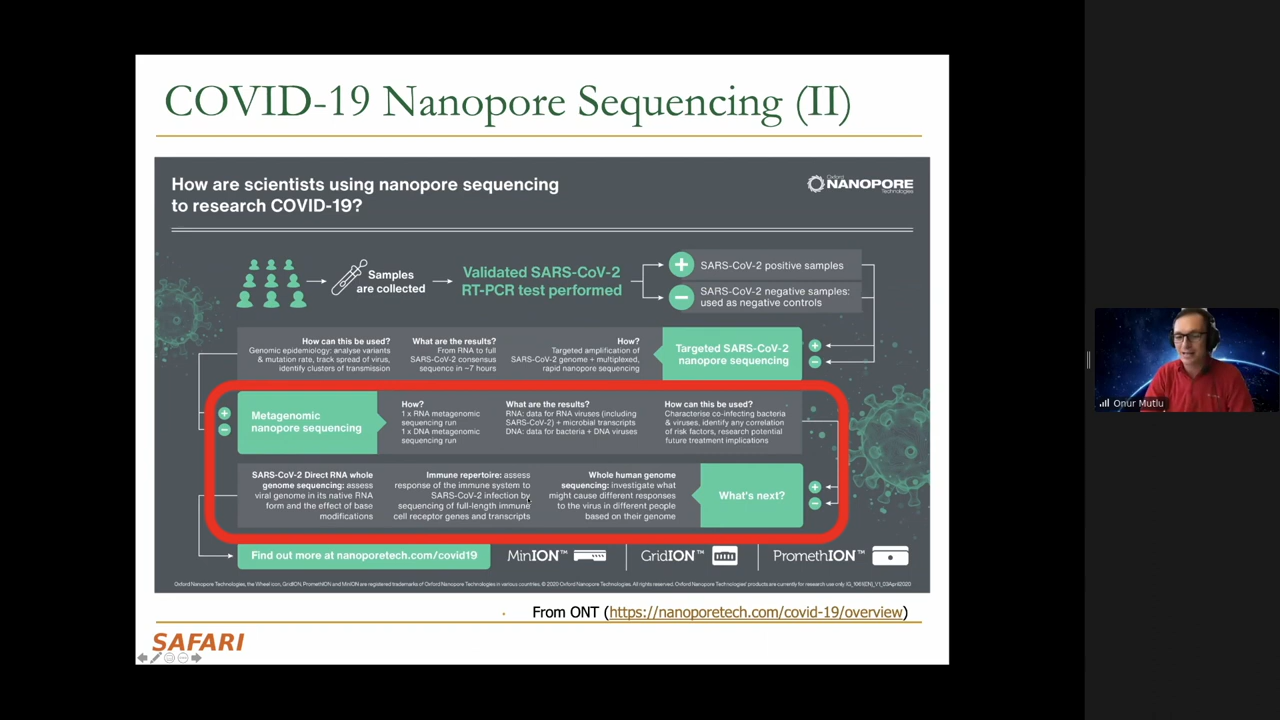 COVID-19 Nanopore Sequencing (II)
How are scientists using nanopore sequencing
to research COVID-19?
Oxford
NANOPORE
Technologies
Samples
are collected
Validated SARS-CoV-2
RT-PCR test performed
SARS-CoV-2 positive samples
SARS-CoV-2 negative samples:
used as negative controls
How can this be used?
Genomic epidemiology: analyse variants
& mutation rate, track spread of virus,
identify clusters of transmission
What are the results?
From RNA to full
SARS-CoV-2 consensus
sequence in ~7 hours
How?
Targeted amplification of
SARS-CoV-2 genome + multiplexed,
rapid nanopore sequencing
Targeted SARS-CoV-2
nanopore sequencing
Metagenomic
nanopore sequencing
How?
1 x RNA metagenomic
sequencing run
1 x DNA metagenomic
sequencing run
What are the results?
RNA: data for RNA viruses (including
SARS-CoV-2) + microbial transcripts
DNA: data for bacteria + DNA viruses
How can this be used?
Characterise co-infecting bacteria
& viruses, identify any correlation
of risk factors, research potential
future treatment implications
SARS-CoV-2 Direct RNA whole
genome sequencing: assess
viral genome in its native RNA
form and the effect of base
modifications
Immune repertoire: assess
response of the immune system to
SARS-CoV-2 infection by
sequencing of full-length immune
cell receptor genes and transcripts
Whole human genome
sequencing: investigate what
might cause different responses
to the virus in different people
based on their genome
What's next?
Find out more at nanoporetech.com/covid19
MinION™
GridION™
PromethION™
Oxford Nanopore Technologies, the Wheel icon, GridION, PromethION and MinION are registered trademarks of Oxford Nanopore Technologies in various countries. © 2020 Oxford Nanopore Technologies. All rights reserved. Oxford Nanopore Technologies' products are currently for research use only.
From ONT (https://nanoporetech.com/covid-19/overview)
SAFARI
Onur Mutlu